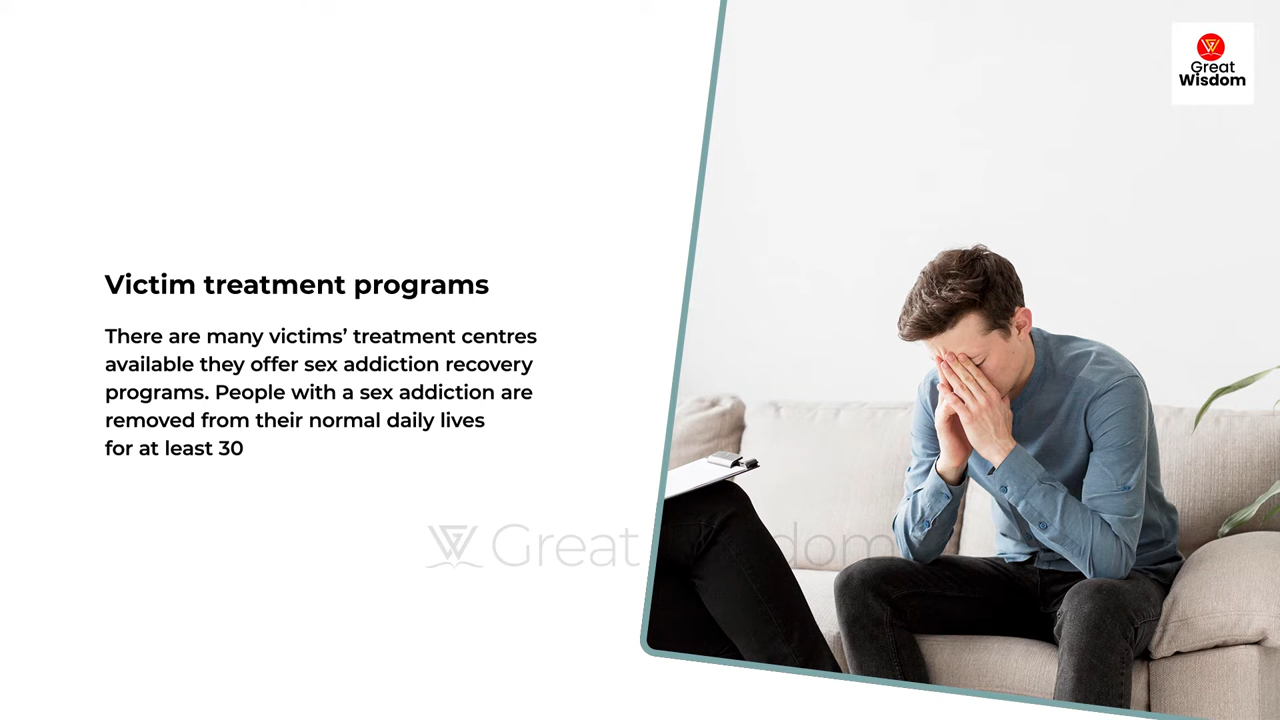 Great
Wisdom
Victim treatment programs
There are many victims’ treatment centres
available they offer sex addiction recovery
programs. People with a sex addiction are
removed from their normal daily lives
for at least 30
Great Wisdom